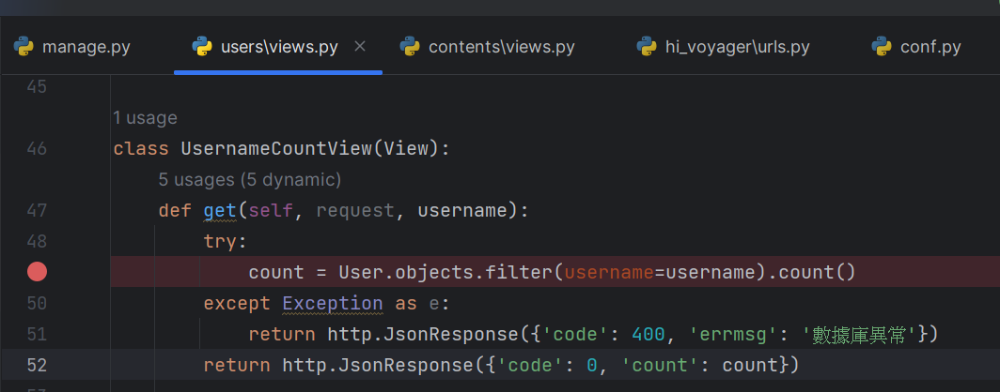 manage.py users\views.py contents\views.py hi_voyager\urls.py conf.py
45
1 usage
46 class UsernameCountView(View):
5 usages (5 dynamic)
47 def get(self, request, username):
48 try:
count = User.objects.filter(username=username).count()
50 except Exception as e:
51 return http.JsonResponse({'code': 400, 'errmsg': '數據庫異常'})
52 return http.JsonResponse({'code': 0, 'count': count})